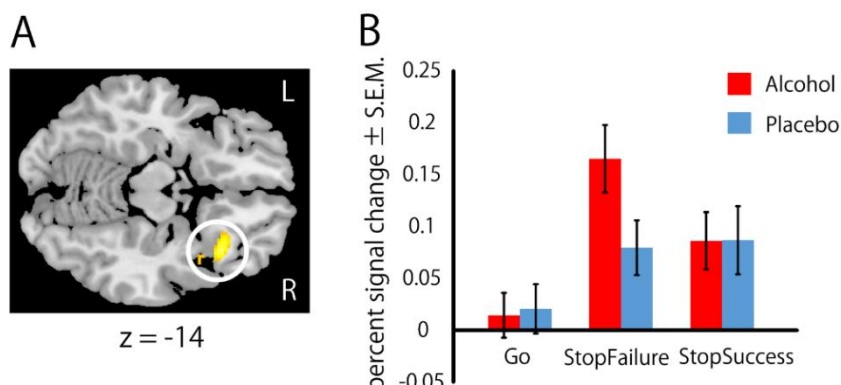 A
L
R
z = -14
B
percent signal change ± S.E.M.
0.25
0.2
0.15
0.1
0.05
0
-0.05
Alcohol
Placebo
Go
StopFailure
StopSuccess